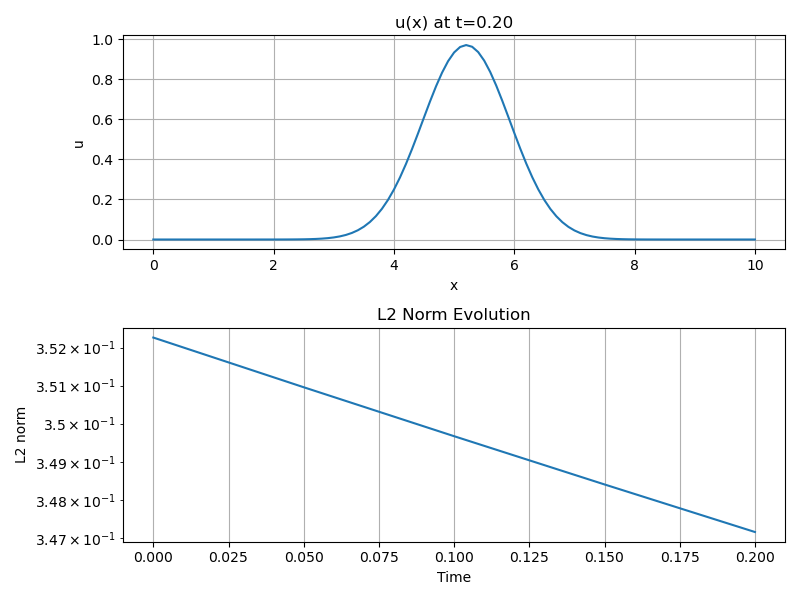 u(x) at t=0.20
1.0
0.8
0.6
0.4
0.2
0.0
u
0 2 4 6 8 10
x
L2 Norm Evolution
3.52 × 10⁻¹
3.51 × 10⁻¹
3.5 × 10⁻¹
3.49 × 10⁻¹
3.48 × 10⁻¹
3.47 × 10⁻¹
L2 norm
0.000 0.025 0.050 0.075 0.100 0.125 0.150 0.175 0.200
Time